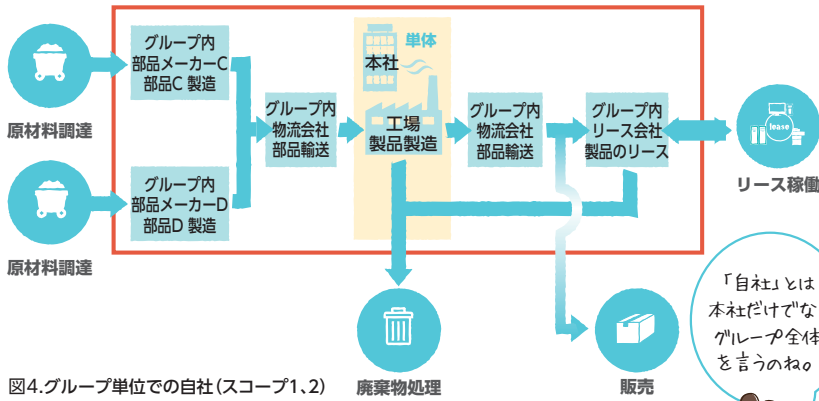 原材料調達
グループ内
部品メーカーC
部品C 製造
グループ内
物流会社
部品輸送
単体
本社
工場
製品製造
グループ内
物流会社
部品輸送
グループ内
リース会社
製品のリース
lease
リース稼働
原材料調達
グループ内
部品メーカーD
部品D 製造
廃棄物処理
販売
「自社」とは
本社だけでな
グループ全体
を言うのね。
図4.グループ単位での自社(スコープ1、2)